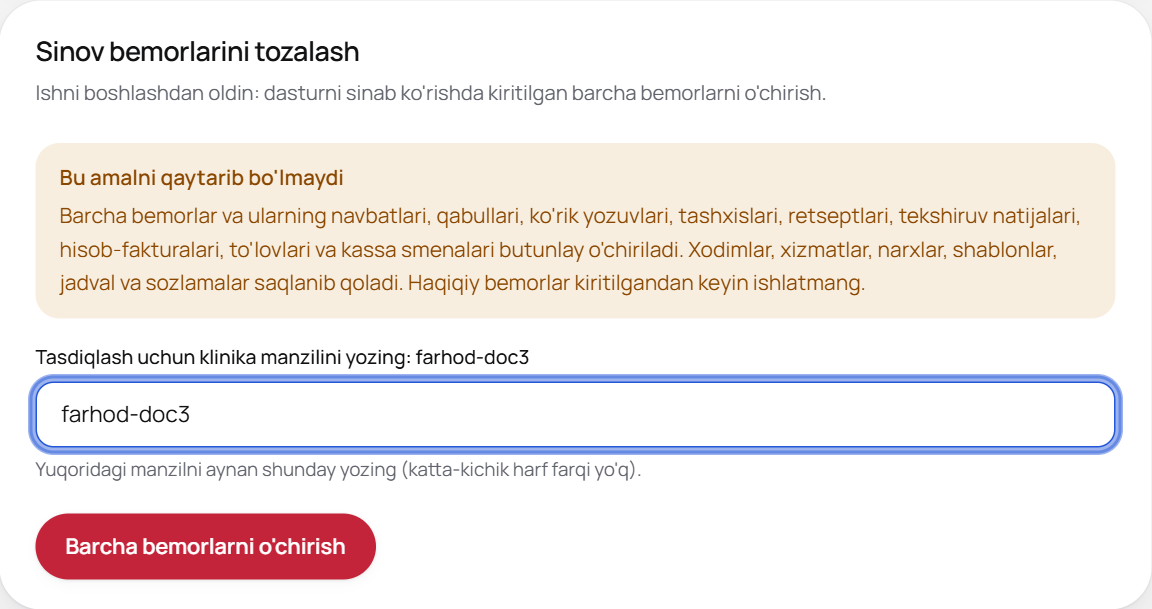 Sinov bemorlarini tozalash
Ishni boshlashdan oldin: dasturni sinab ko'rishda kiritilgan barcha bemorlarni o'chirish.
Bu amalni qaytarib bo'lmaydi
Barcha bemorlar va ularning navbatlari, qabullari, ko'rik yozuvlari, tashxislari, retseptlari, tekshiruv natijalari,
hisob-fakturalari, to'lovlari va kassa smenalari butunlay o'chiriladi. Xodimlar, xizmatlar, narxlar, shablonlar,
jadval va sozlamalar saqlanib qoladi. Haqiqiy bemorlar kiritilgandan keyin ishlatmang.
Tasdiqlash uchun klinika manzilini yozing: farhod-doc3
farhod-doc3
Yuqoridagi manzilni aynan shunday yozing (katta-kichik harf farqi yo'q).
Barcha bemorlarni o'chirish